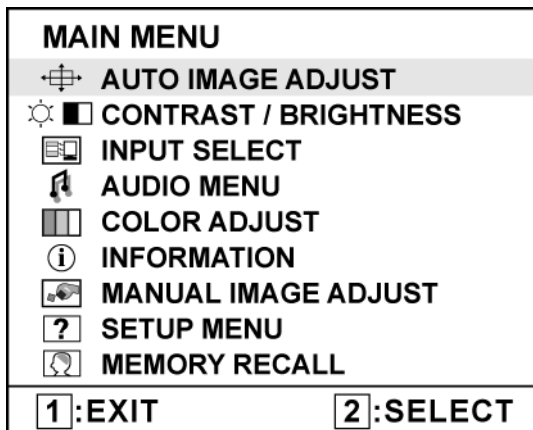 MAIN MENU
AUTO IMAGE ADJUST
CONTRAST / BRIGHTNESS
INPUT SELECT
AUDIO MENU
COLOR ADJUST
i INFORMATION
MANUAL IMAGE ADJUST
? SETUP MENU
MEMORY RECALL
1 :EXIT 2 :SELECT